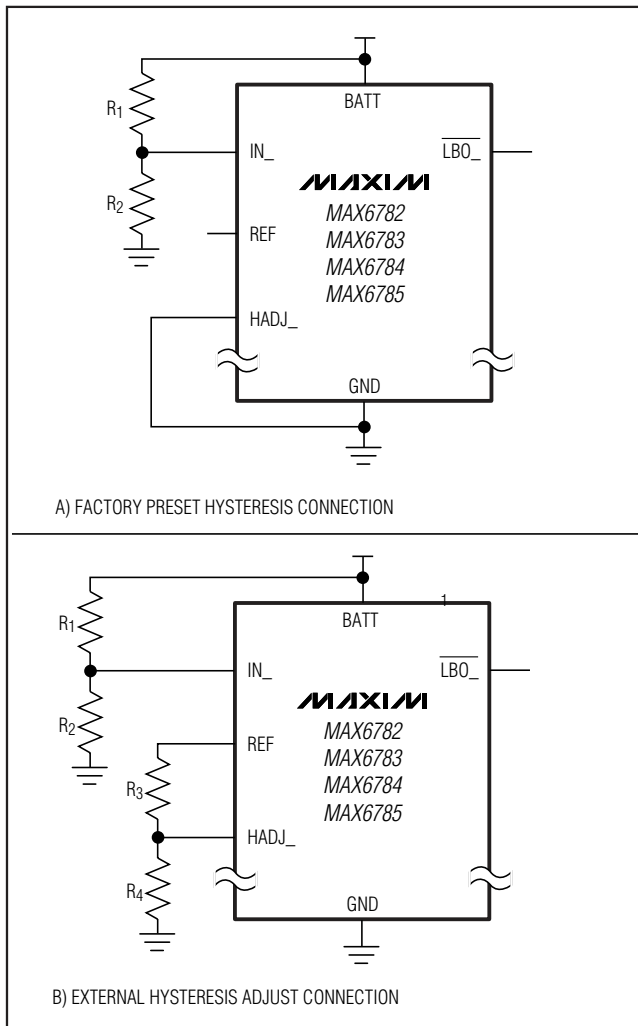 BATT
R1
IN_
LBO_
MAXIM
MAX6782
R2
MAX6783
REF
MAX6784
MAX6785
HADJ_
GND
A) FACTORY PRESET HYSTERESIS CONNECTION
1
BATT
R1
IN_
LBO_
MAXIM
R2
MAX6782
REF
MAX6783
MAX6784
R3
MAX6785
HADJ_
R4
GND
B) EXTERNAL HYSTERESIS ADJUST CONNECTION